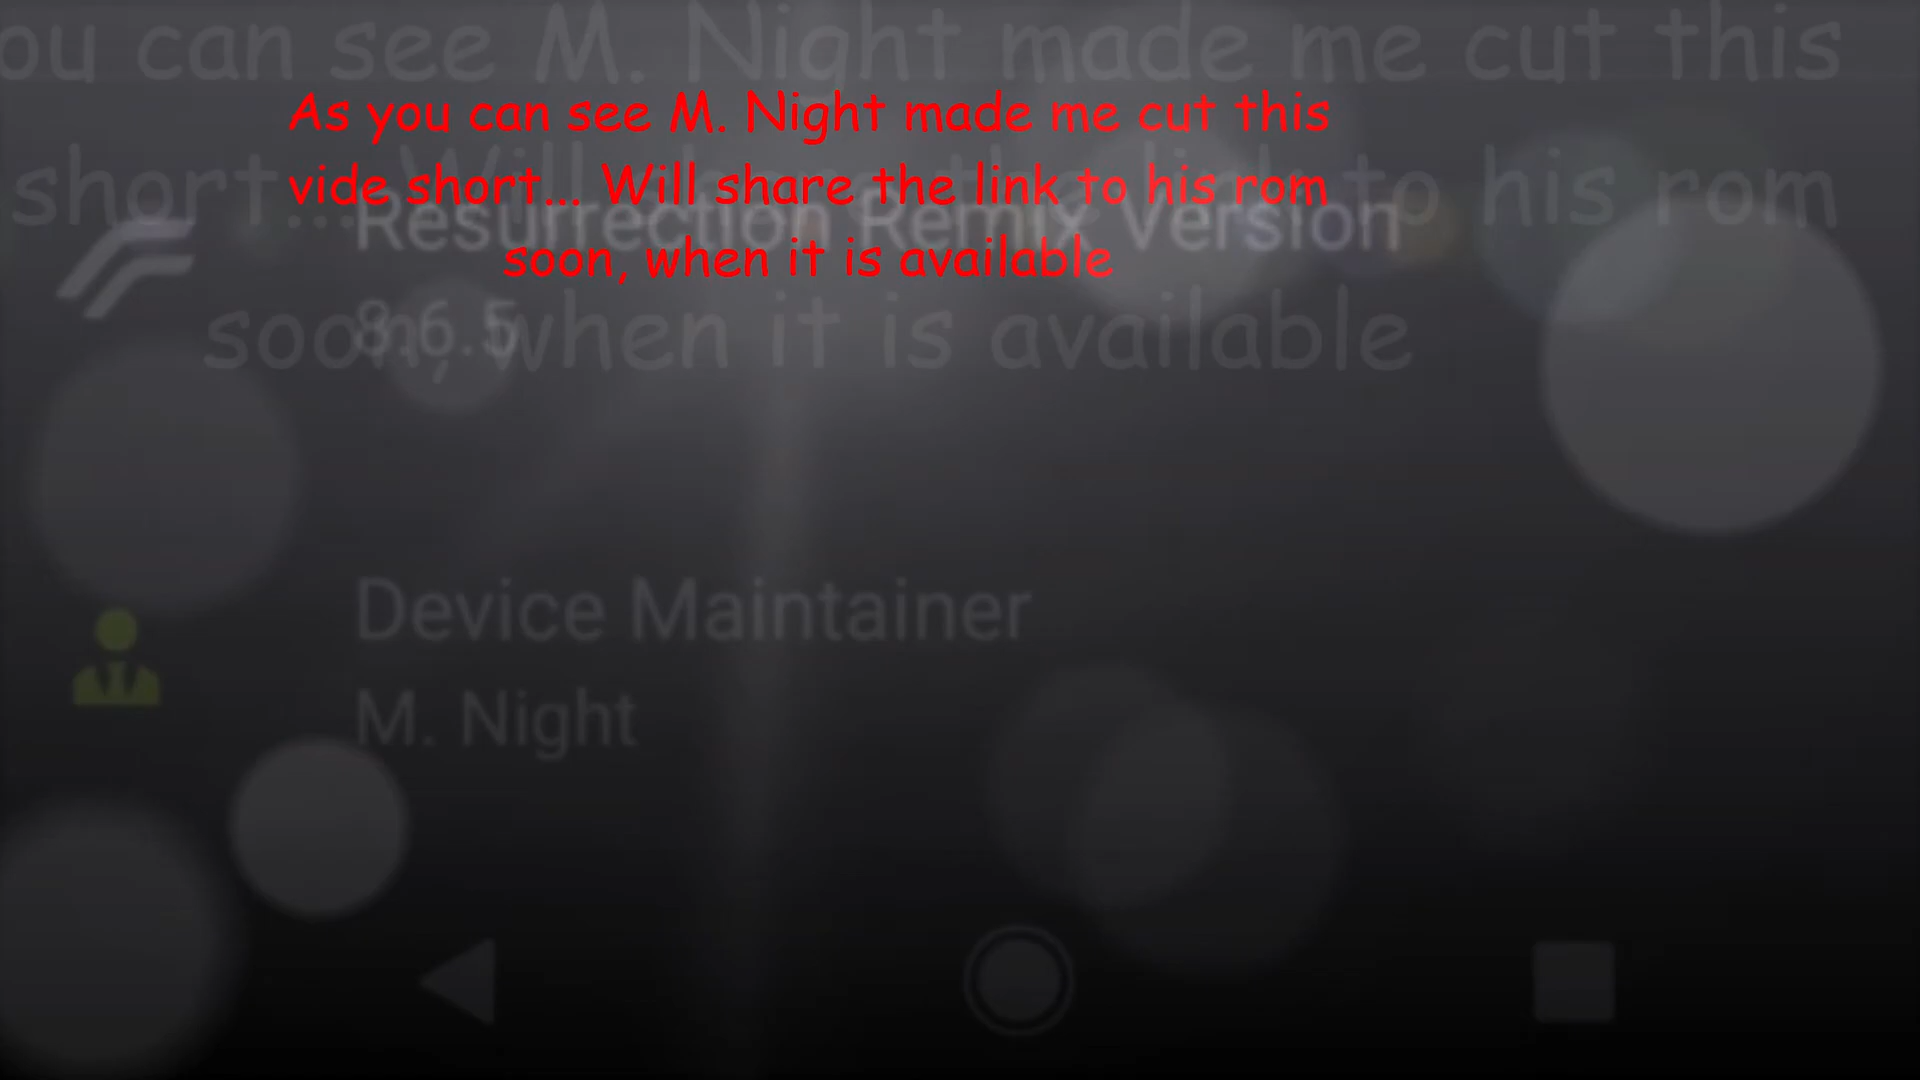 ou can see M. Night made me cut this
As you can see M. Night made me cut this
vide short... Will share the link to his rom
soon, when it is available
short... Will share the link to his rom
Resurrection Remix Version
soon, when it is available
8.6.5
Device Maintainer
M. Night